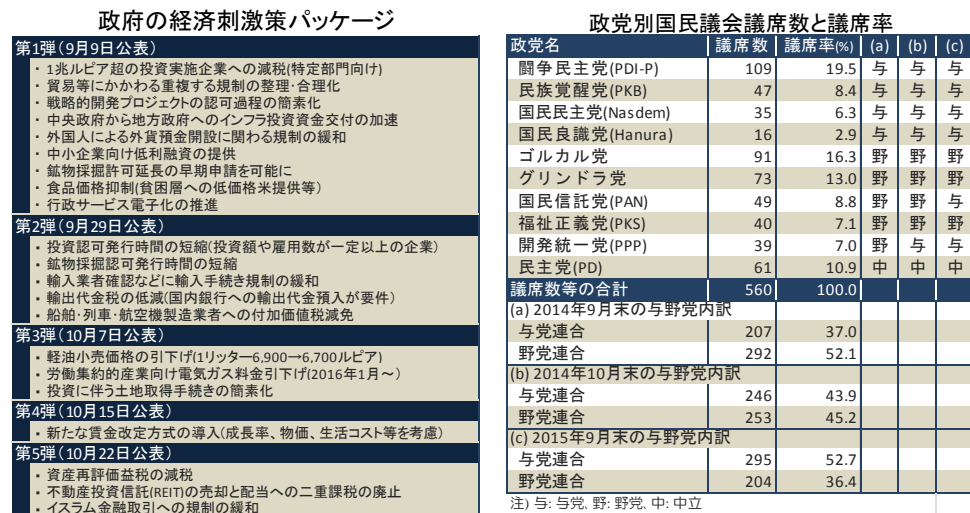 政府の経済刺激策パッケージ
第1弾(9月9日公表)
・1兆ルピア超の投資実施企業への減税(特定部門向け)
・貿易等にかかわる重複する規制の整理・合理化
・戦略的開発プロジェクトの認可過程の簡素化
・中央政府から地方政府へのインフラ投資資金交付の加速
・外国人による外貨預金開設に関わる規制の緩和
・中小企業向け低利融資の提供
・鉱物採掘許可延長の早期申請を可能に
・食品価格抑制(貧困層への低価格米提供等)
・行政サービス電子化の推進
第2弾(9月29日公表)
・投資認可発行時間の短縮(投資額や雇用数が一定以上の企業)
・鉱物採掘認可発行時間の短縮
・輸入業者確認などに輸入手続き規制の緩和
・輸出代金税の低減(国内銀行への輸出代金預入が要件)
・船舶・列車・航空機製造業者への付加価値税減免
第3弾(10月7日公表)
・軽油小売価格の引下げ(1リッター6,900→6,700ルピア)
・労働集約的産業向け電気ガス料金引下げ(2016年1月～)
・投資に伴う土地取得手続きの簡素化
第4弾(10月15日公表)
・新たな賃金改定方式の導入(成長率、物価、生活コスト等を考慮)
第5弾(10月22日公表)
・資産再評価益税の減税
・不動産投資信託(REIT)の売却と配当への二重課税の廃止
・イスラム金融取引への規制の緩和
政党別国民議会議席数と議席率
政党名 議席数 議席率(%) (a) (b) (c)
闘争民主党(PDI-P) 109 19.5 与 与 与
民族覚醒党(PKB) 47 8.4 与 与 与
国民民主党(Nasdem) 35 6.3 与 与 与
国民良識党(Hanura) 16 2.9 与 与 与
ゴルカル党 91 16.3 野 野 野
グリンドラ党 73 13.0 野 野 野
国民信託党(PAN) 49 8.8 野 野 与
福祉正義党(PKS) 40 7.1 野 野 野
開発統一党(PPP) 39 7.0 野 与 与
民主党(PD) 61 10.9 中 中 中
議席数等の合計 560 100.0
(a) 2014年9月末の与野党内訳
与党連合 207 37.0
野党連合 292 52.1
(b) 2014年10月末の与野党内訳
与党連合 246 43.9
野党連合 253 45.2
(c) 2015年9月末の与野党内訳
与党連合 295 52.7
野党連合 204 36.4
注) 与: 与党、野: 野党、中: 中立